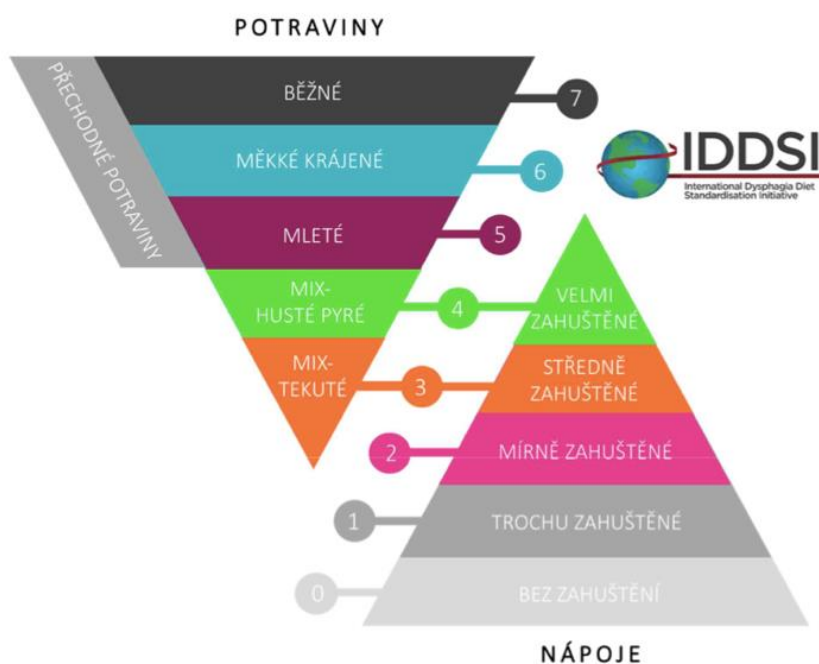 POTRAVINY
PŘECHODNÉ POTRAVINY
BĚŽNÉ
7
MĚKKÉ KRÁJENÉ
6
IDDSI
International Dysphagia Diet
Standardisation Initiative
MLETÉ
5
MIX-
HUSTÉ PYRÉ
4
VELMI
ZAHUŠTĚNÉ
MIX-
TEKUTÉ
3
STŘEDNĚ
ZAHUŠTĚNÉ
2
MÍRNĚ ZAHUŠTĚNÉ
1
TROCHU ZAHUŠTĚNÉ
0
BEZ ZAHUŠTĚNÍ
NÁPOJE